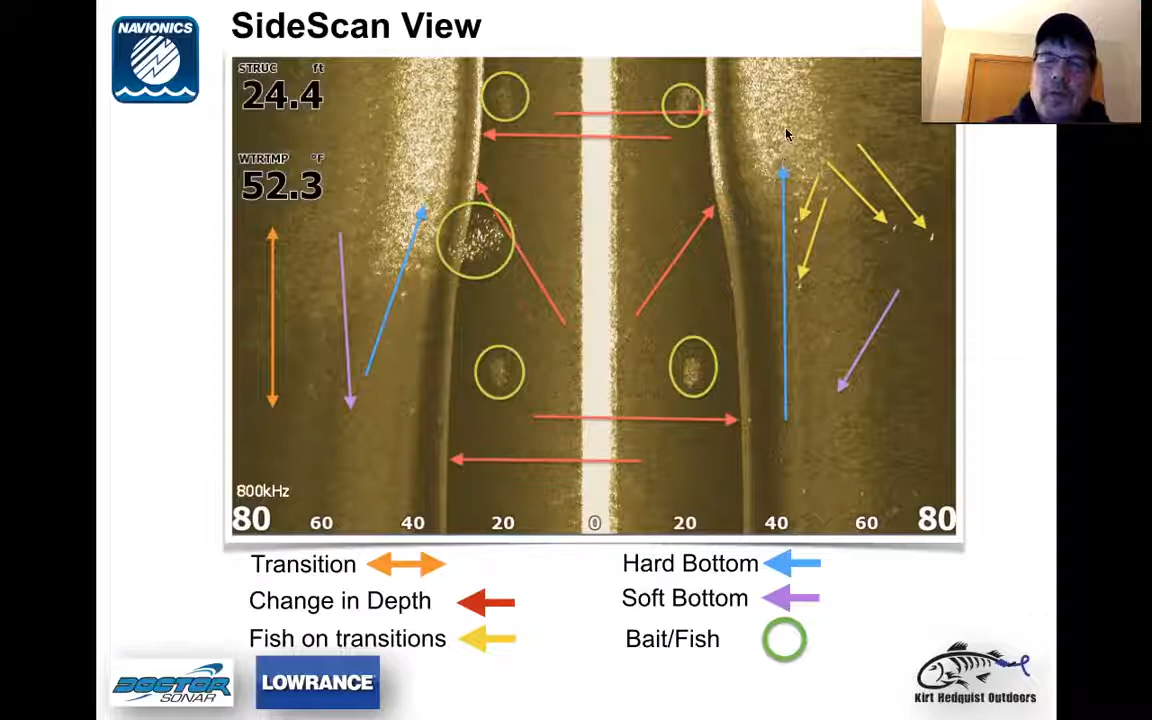 NAVIONICS
SideScan View
STRUC ft
24.4
WTRTMP °F
52.3
800kHz
80 60 40 20 0 20 40 60 80
Transition
Hard Bottom
Change in Depth
Soft Bottom
Fish on transitions
Bait/Fish
DOCTOR
SONAR
LOWRANCE
Kirt Hedquist Outdoors